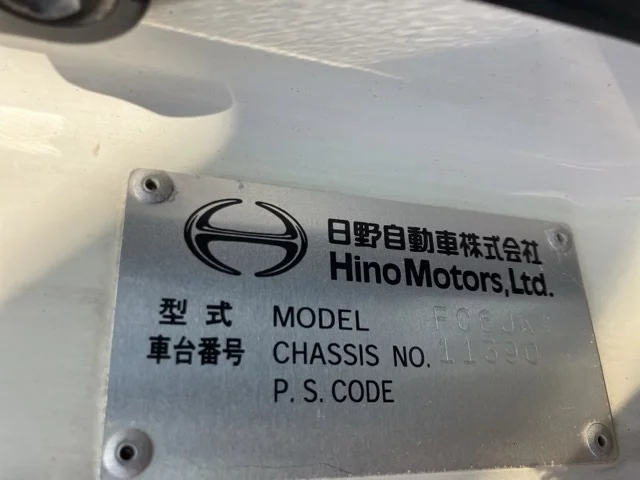 日野自動車株式会社
Hino Motors, Ltd.
型式 MODEL
車台番号 CHASSIS NO. 11390
P.S. CODE